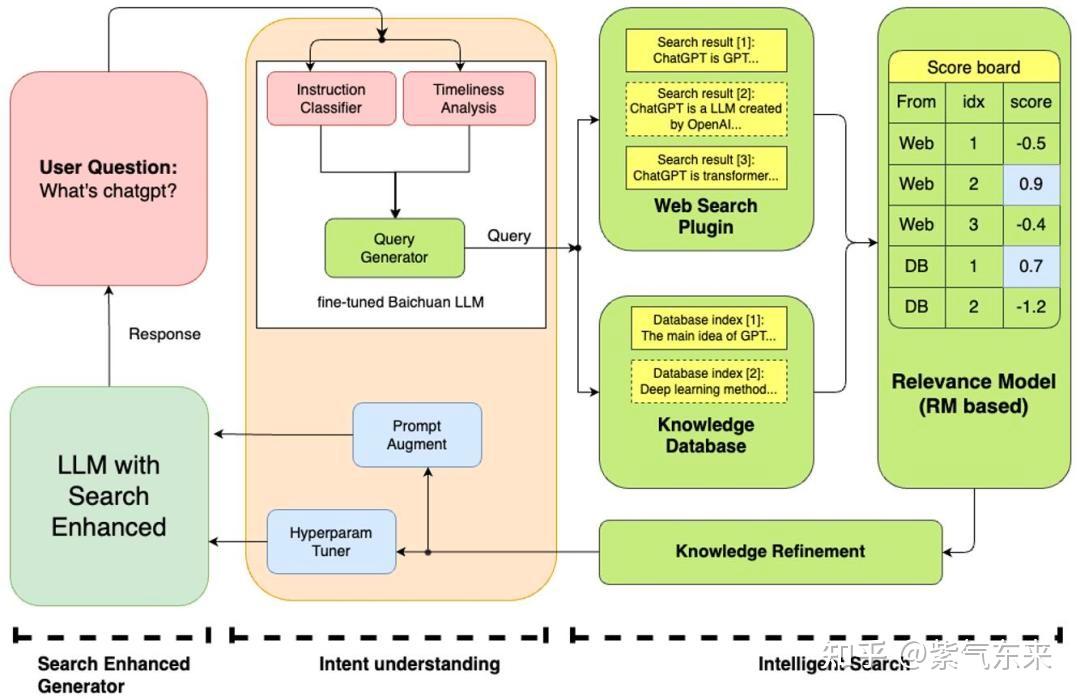 User Question:
What's chatgpt?
Response
LLM with
Search
Enhanced
Instruction
Classifier
Timeliness
Analysis
Query
Generator
Query
fine-tuned Baichuan LLM
Prompt
Augment
Hyperparam
Tuner
Search result [1]:
ChatGPT is GPT...
Search result [2]:
ChatGPT is a LLM created
by OpenAI...
Search result [3]:
ChatGPT is transformer...
Web Search
Plugin
Database index [1]:
The main idea of GPT...
Database index [2]:
Deep learning method...
Knowledge
Database
Score board
From idx score
Web 1 -0.5
Web 2 0.9
Web 3 -0.4
DB 1 0.7
DB 2 -1.2
Relevance Model
(RM based)
Knowledge Refinement
Search Enhanced
Generator
Intent understanding
Intelligent Search
知乎 @紫气东来